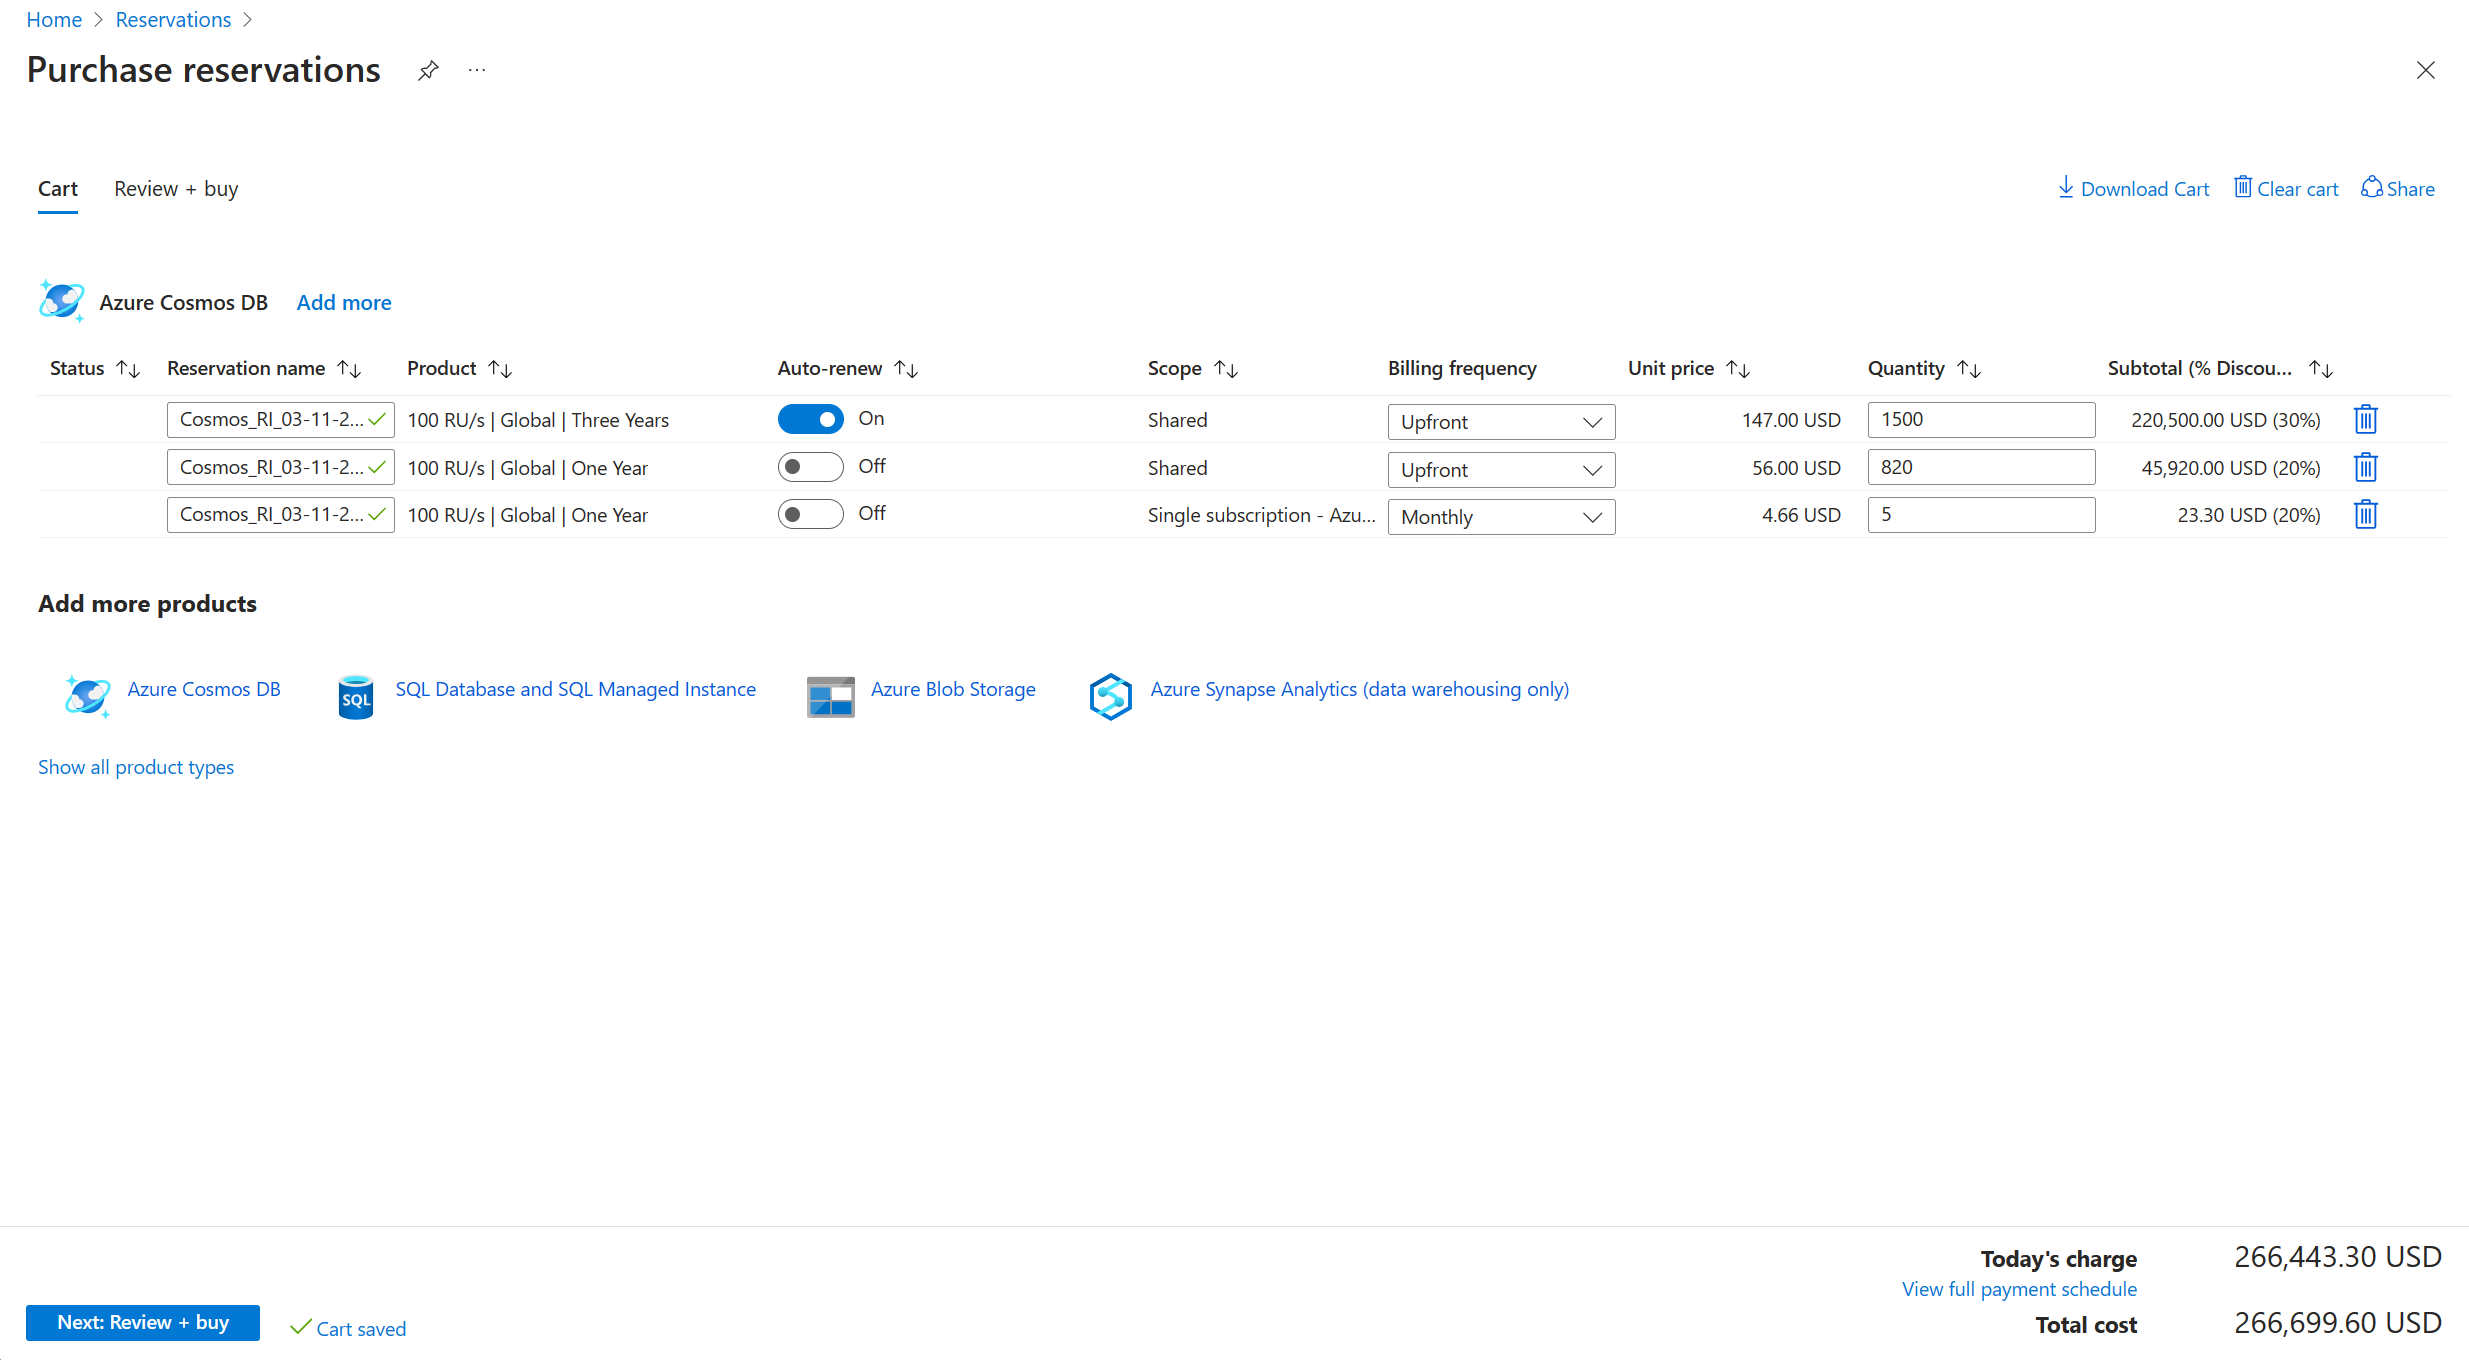 Home > Reservations >
Purchase reservations ...
Cart Review + buy Download Cart Clear cart Share
Azure Cosmos DB Add more
Status ↑↓ Reservation name ↑↓ Product ↑↓ Auto-renew ↑↓ Scope ↑↓ Billing frequency Unit price ↑↓ Quantity ↑↓ Subtotal (% Discou... ↑↓
Cosmos_RI_03-11-2... 100 RU/s | Global | Three Years On Shared Upfront 147.00 USD 1500 220,500.00 USD (30%)
Cosmos_RI_03-11-2... 100 RU/s | Global | One Year Off Shared Upfront 56.00 USD 820 45,920.00 USD (20%)
Cosmos_RI_03-11-2... 100 RU/s | Global | One Year Off Single subscription - Azu... Monthly 4.66 USD 5 23.30 USD (20%)
Add more products
Azure Cosmos DB SQL SQL Database and SQL Managed Instance Azure Blob Storage Azure Synapse Analytics (data warehousing only)
Show all product types
Today's charge 266,443.30 USD
View full payment schedule
Next: Review + buy Cart saved Total cost 266,699.60 USD